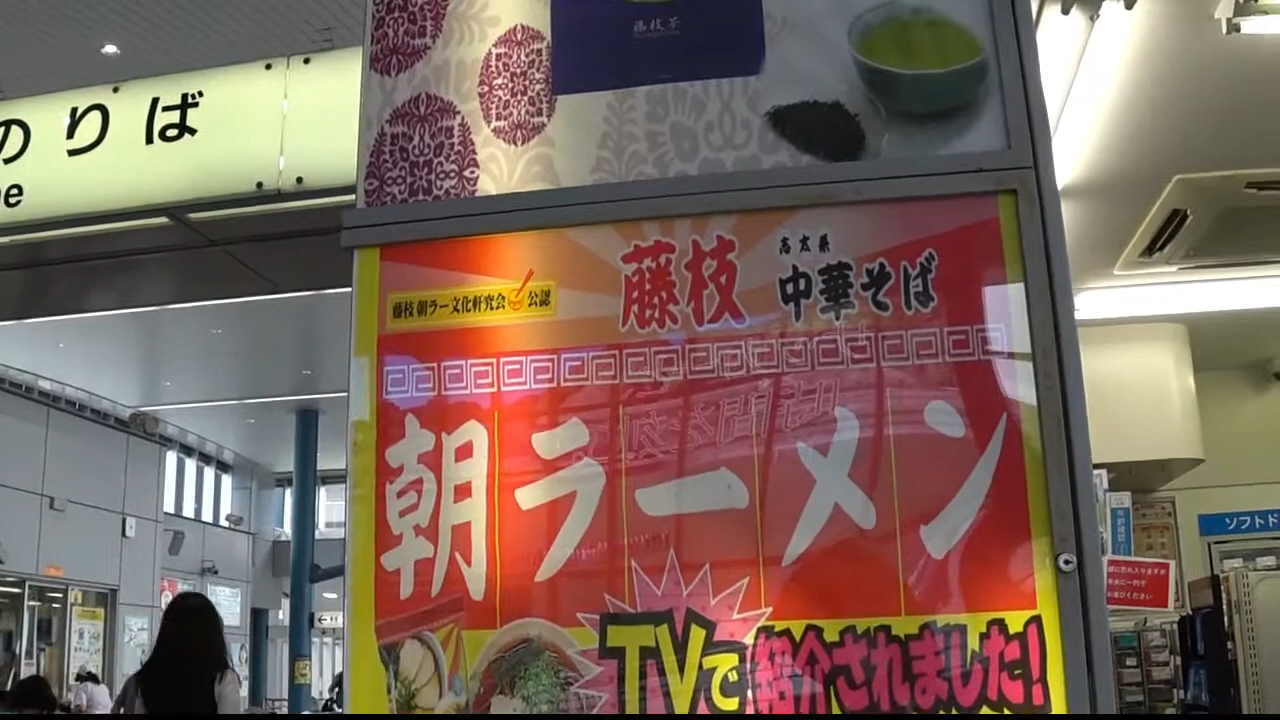 のりば
藤枝茶
藤枝 朝ラー文化軒究会 公認
藤枝
志太系
中華そば
朝ラーメン
TVで紹介されました!
ソフトド